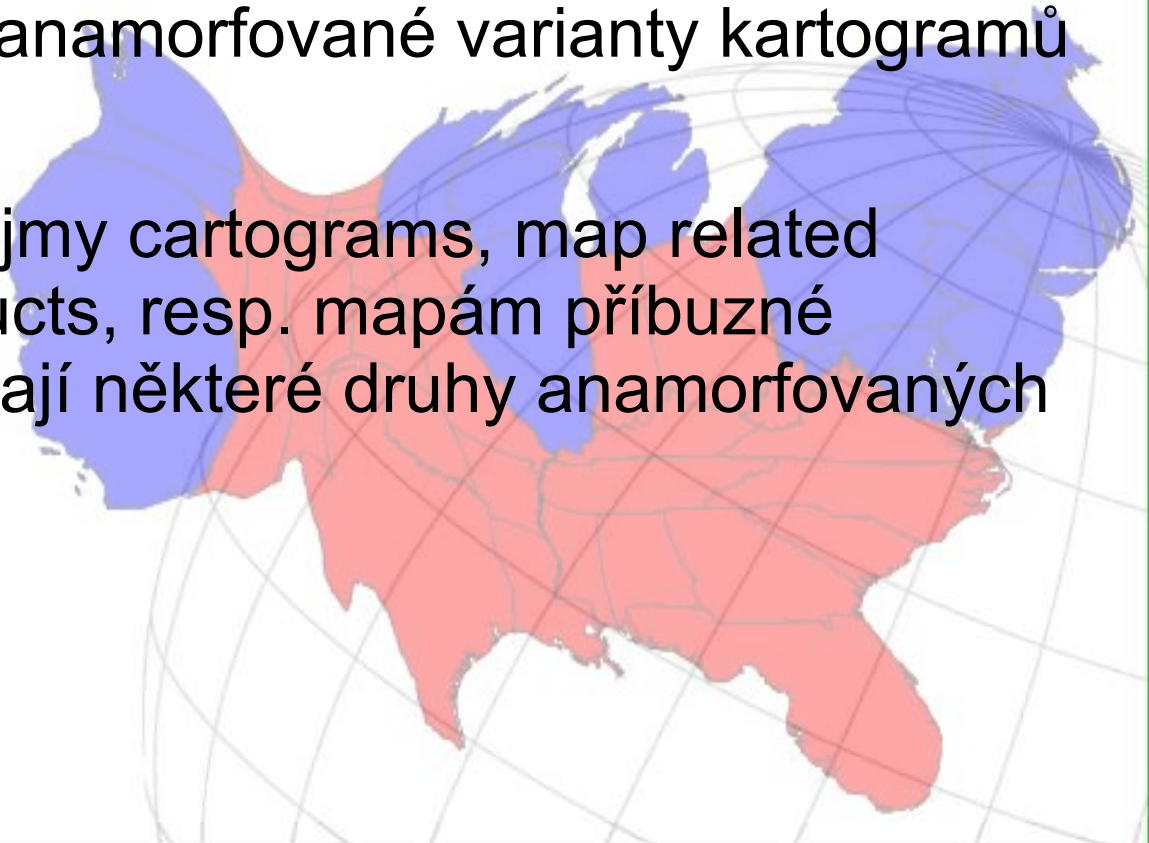 anamorfované varianty kartogramů
jmy cartograms, map related
ucts, resp. mapám příbuzné
ají některé druhy anamorfovaných